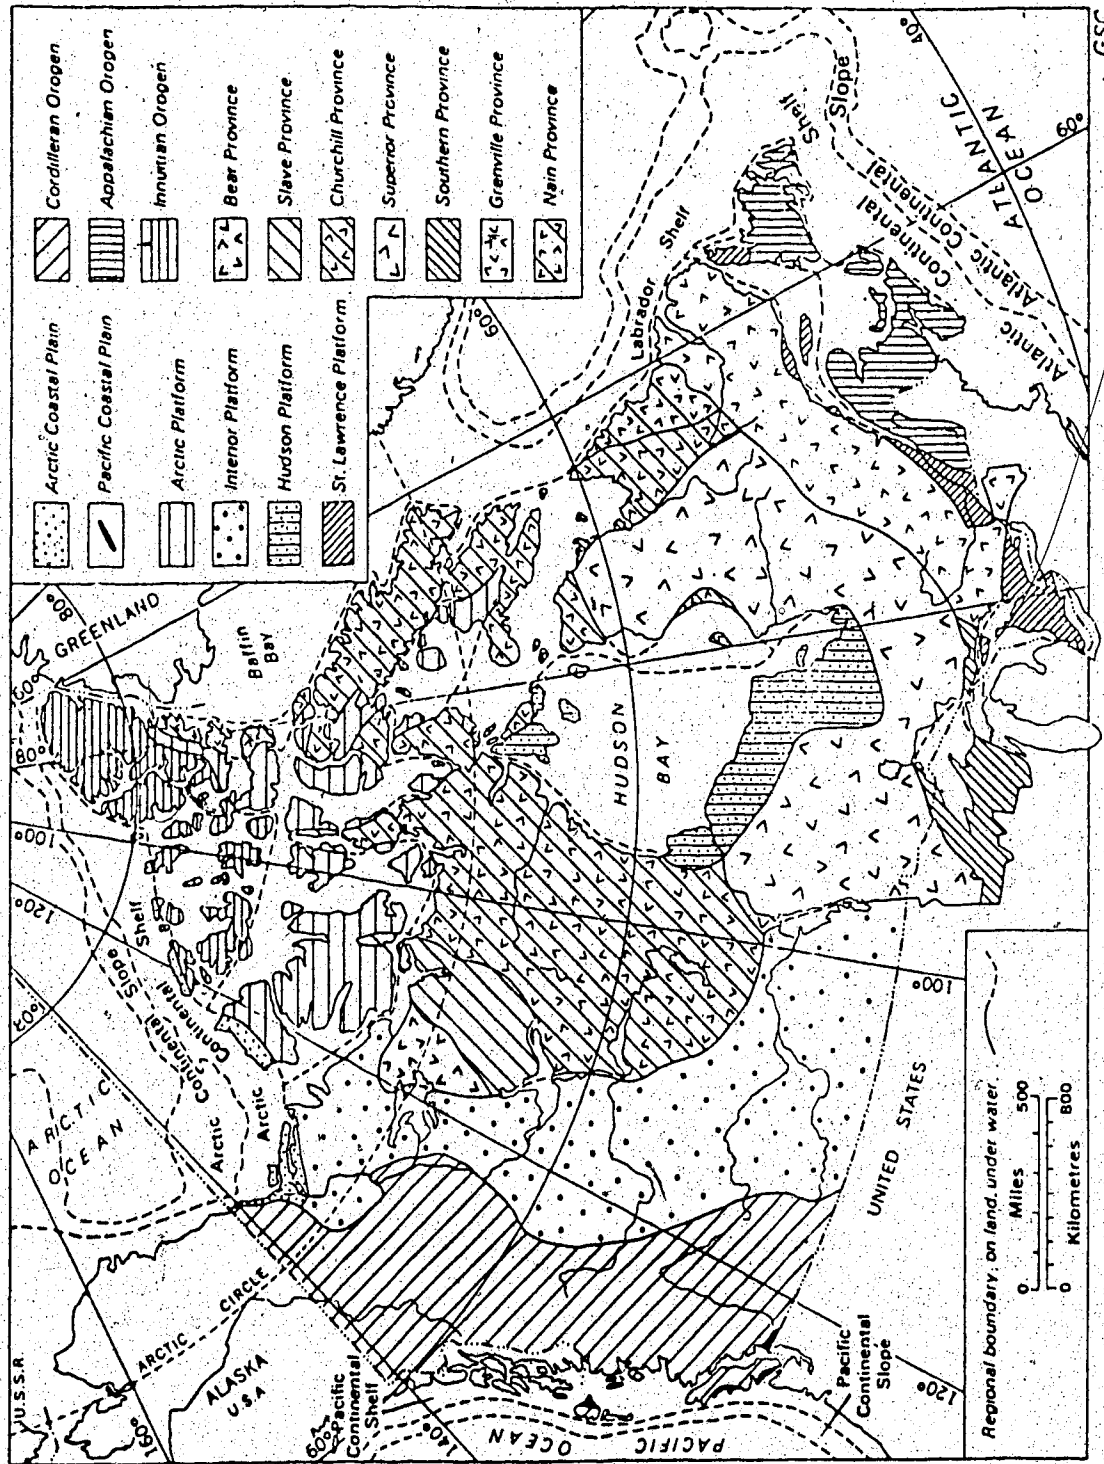 Arctic Coastal Plain
Pacific Coastal Plain
Arctic Platform
Interior Platform
Hudson Platform
St. Lawrence Platform
Cordilleran Orogen
Appalachian Orogen
Innuitian Orogen
Bear Province
Slave Province
Churchill Province
Superior Province
Southern Province
Grenville Province
Nain Province
U.S.S.R.
160°
ARCTIC CIRCLE
ALASKA
U.S.A
ARCTIC
OCEAN
Arctic Continental Slope
Arctic Continental Shelf
120°
100°
80°
80°
GREENLAND
Baffin
Bay
60°
Labrador Shelf
HUDSON
BAY
60°
Pacific
Continental
Shelf
140°
PACIFIC
OCEAN
Pacific
Continental
Slope
120°
UNITED STATES
100°
Atlantic Continental Shelf
Atlantic Continental Slope
ATLANTIC
OCEAN
60°
40°
Regional boundary; on land, under water
0 Miles 500
0 Kilometres 800
GSC